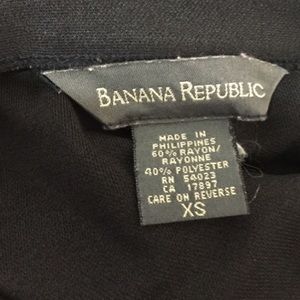 BANANA REPUBLIC
MADE IN
PHILIPPINES
60% RAYON/
RAYONNE
40% POLYESTER
RN 54023
CA 17897
CARE ON REVERSE
XS